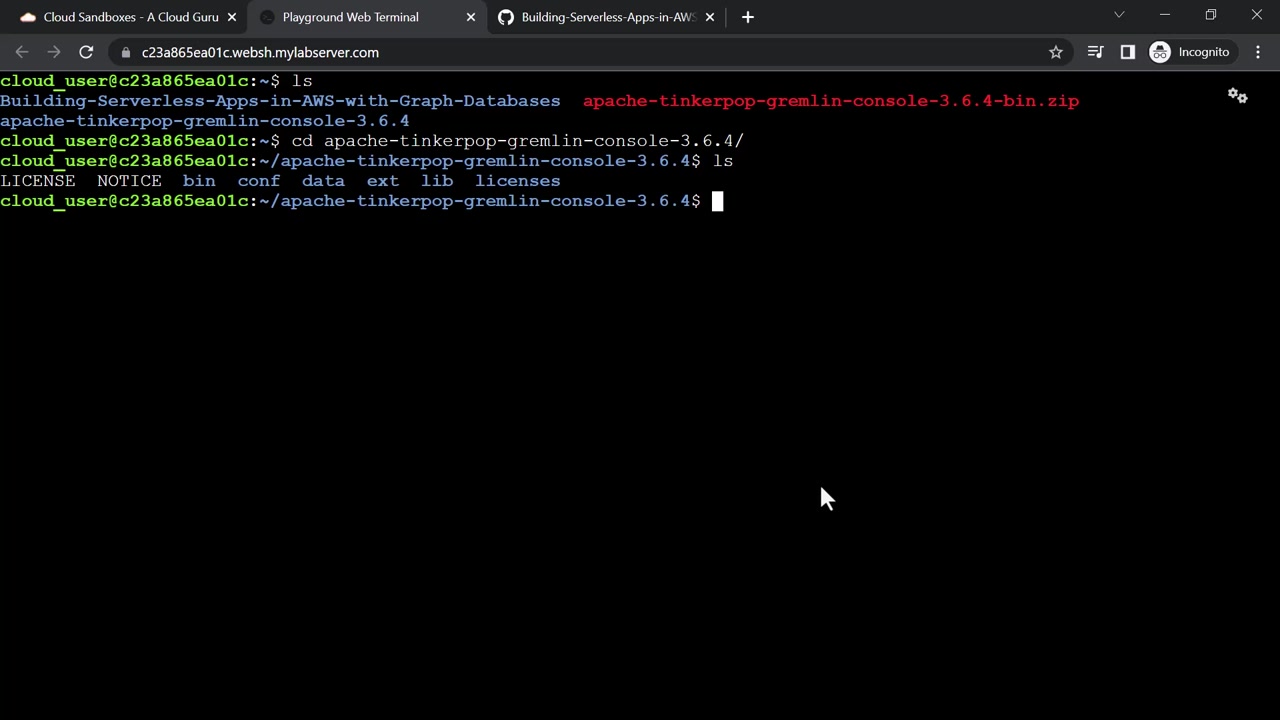 Cloud Sandboxes - A Cloud Guru
Playground Web Terminal
Building-Serverless-Apps-in-AWS
c23a865ea01c.websh.mylabserver.com
Incognito
cloud_user@c23a865ea01c:~$ ls
Building-Serverless-Apps-in-AWS-with-Graph-Databases apache-tinkerpop-gremlin-console-3.6.4-bin.zip
apache-tinkerpop-gremlin-console-3.6.4
cloud_user@c23a865ea01c:~$ cd apache-tinkerpop-gremlin-console-3.6.4/
cloud_user@c23a865ea01c:~/apache-tinkerpop-gremlin-console-3.6.4$ ls
LICENSE NOTICE bin conf data ext lib licenses
cloud_user@c23a865ea01c:~/apache-tinkerpop-gremlin-console-3.6.4$